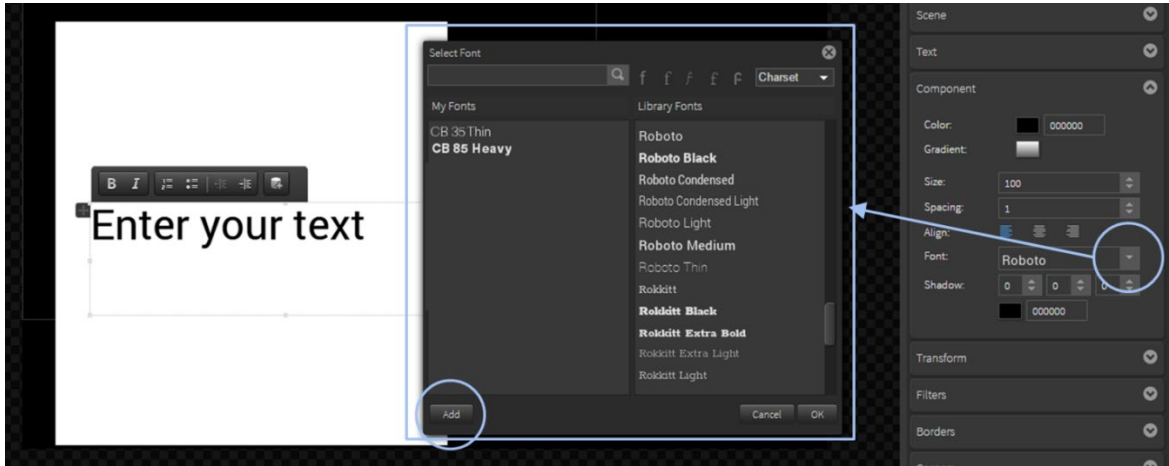 Enter your text
B I
Select Font
f f f f f Charset
My Fonts
CB 35 Thin
CB 85 Heavy
Library Fonts
Roboto
Roboto Black
Roboto Condensed
Roboto Condensed Light
Roboto Light
Roboto Medium
Roboto Thin
Rokkitt
Rokkitt Black
Rokkitt Extra Bold
Rokkitt Extra Light
Rokkitt Light
Add
Cancel OK
Scene
Text
Component
Color: 000000
Gradient:
Size: 100
Spacing: 1
Align:
Font: Roboto
Shadow: 0 0 0
000000
Transform
Filters
Borders